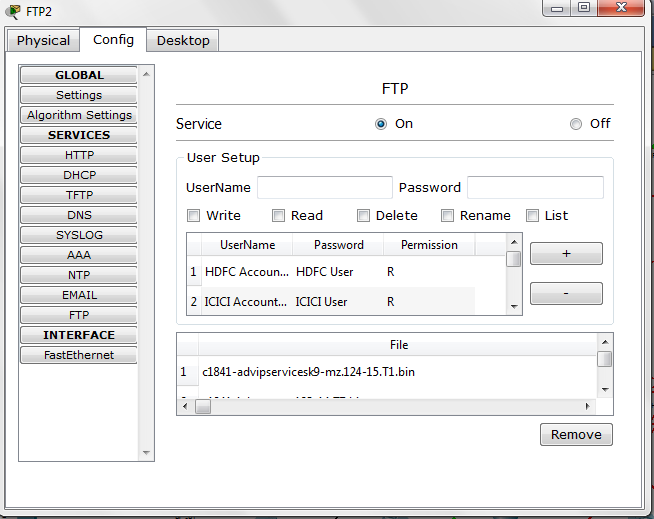 FTP2
Physical Config Desktop
GLOBAL
Settings
Algorithm Settings
SERVICES
HTTP
DHCP
TFTP
DNS
SYSLOG
AAA
NTP
EMAIL
FTP
INTERFACE
FastEthernet
FTP
Service On Off
User Setup
UserName Password
Write Read Delete Rename List
UserName Password Permission
1 HDFC Accoun... HDFC User R
2 ICICI Account... ICICI User R
+
-
File
1 c1841-advipservicesk9-mz.124-15.T1.bin
Remove